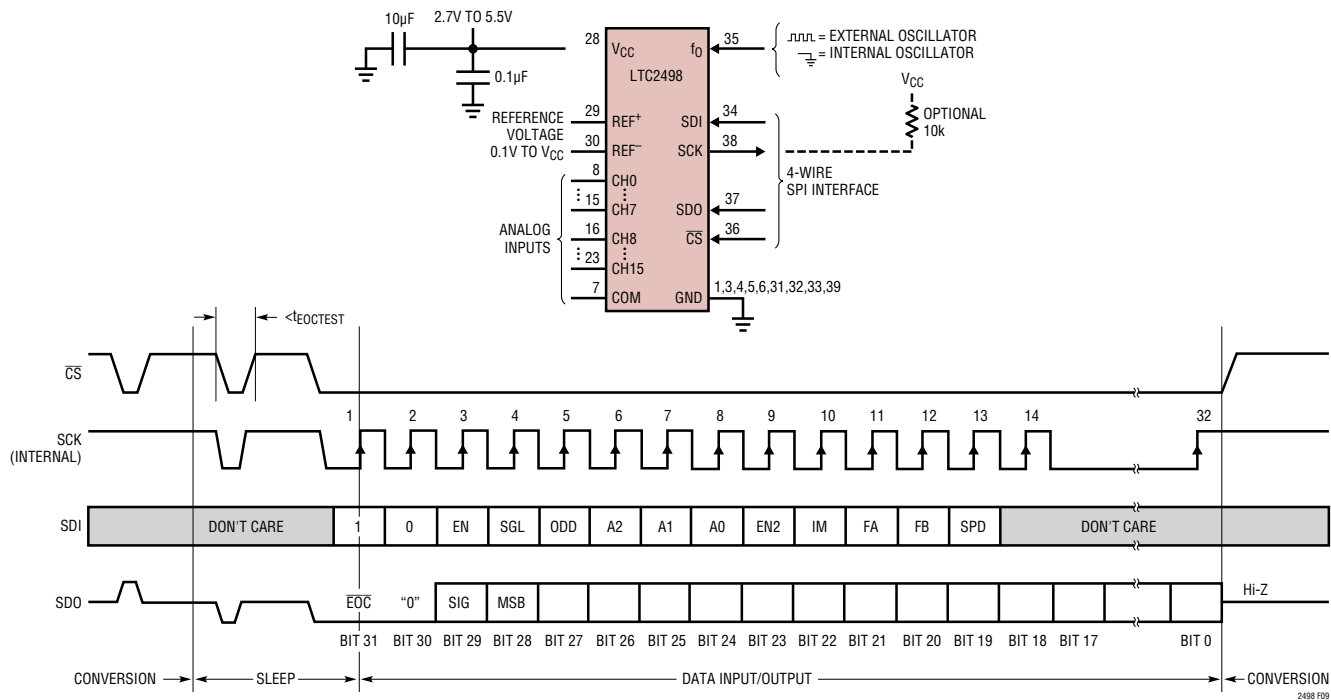 10µF
2.7V TO 5.5V
28
VCC
fO
35
= EXTERNAL OSCILLATOR
= INTERNAL OSCILLATOR
LTC2498
0.1µF
VCC
OPTIONAL
10k
REFERENCE
VOLTAGE
0.1V TO VCC
29
REF+
30
REF–
SDI
34
SCK
38
4-WIRE
SPI INTERFACE
8
CH0
15
CH7
SDO
37
ANALOG
INPUTS
16
CH8
CS
36
23
CH15
7
COM
GND
1,3,4,5,6,31,32,33,39
<tEOCTEST
CS
1 2 3 4 5 6 7 8 9 10 11 12 13 14 32
SCK
(INTERNAL)
SDI DON'T CARE 1 0 EN SGL ODD A2 A1 A0 EN2 IM FA FB SPD DON'T CARE
SDO EOC "0" SIG MSB Hi-Z
BIT 31 BIT 30 BIT 29 BIT 28 BIT 27 BIT 26 BIT 25 BIT 24 BIT 23 BIT 22 BIT 21 BIT 20 BIT 19 BIT 18 BIT 17 BIT 0
CONVERSION SLEEP DATA INPUT/OUTPUT CONVERSION
2498 F09